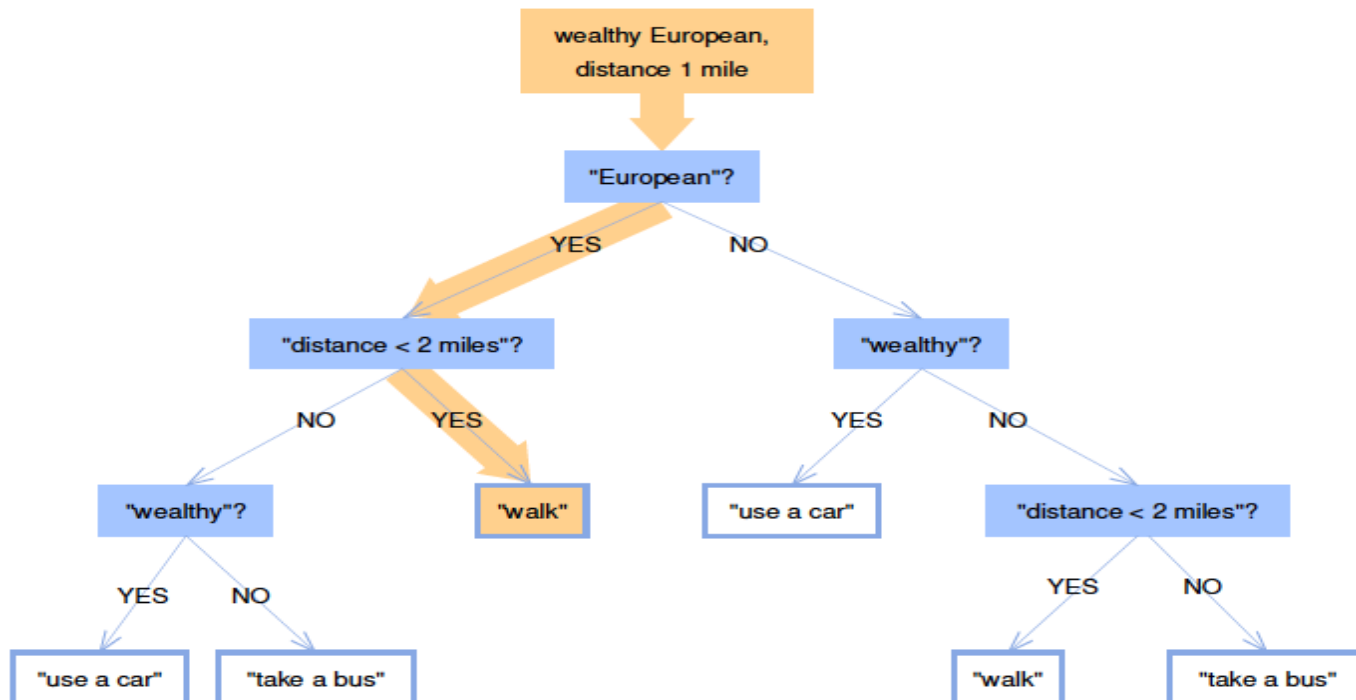 wealthy European,
distance 1 mile
"European"?
YES
NO
"distance < 2 miles"?
"wealthy"?
NO
YES
YES
NO
"wealthy"?
"walk"
"use a car"
"distance < 2 miles"?
YES
NO
YES
NO
"use a car"
"take a bus"
"walk"
"take a bus"